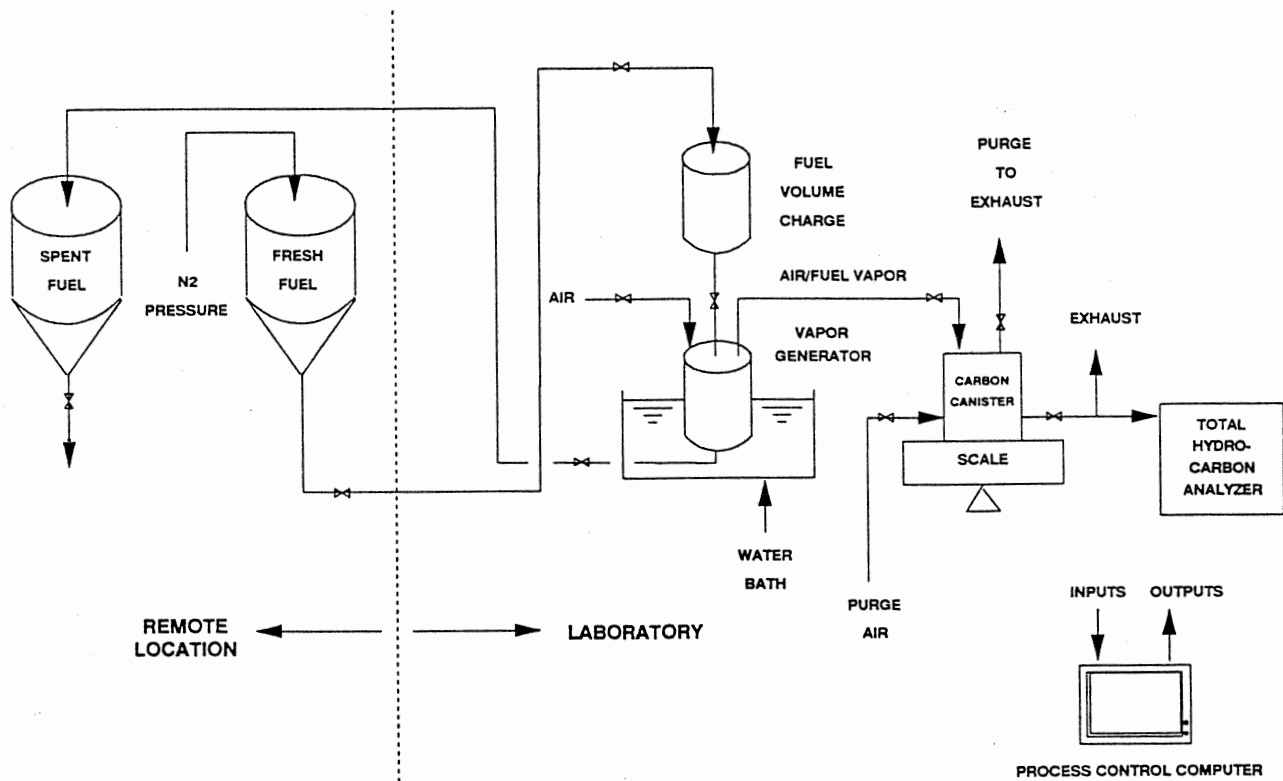 PURGE
TO
EXHAUST
FUEL
VOLUME
CHARGE
SPENT
FUEL
N2
PRESSURE
FRESH
FUEL
AIR/FUEL VAPOR
AIR
VAPOR
GENERATOR
EXHAUST
CARBON
CANISTER
SCALE
TOTAL
HYDRO-
CARBON
ANALYZER
WATER
BATH
PURGE
AIR
REMOTE
LOCATION
LABORATORY
INPUTS
OUTPUTS
PROCESS CONTROL COMPUTER